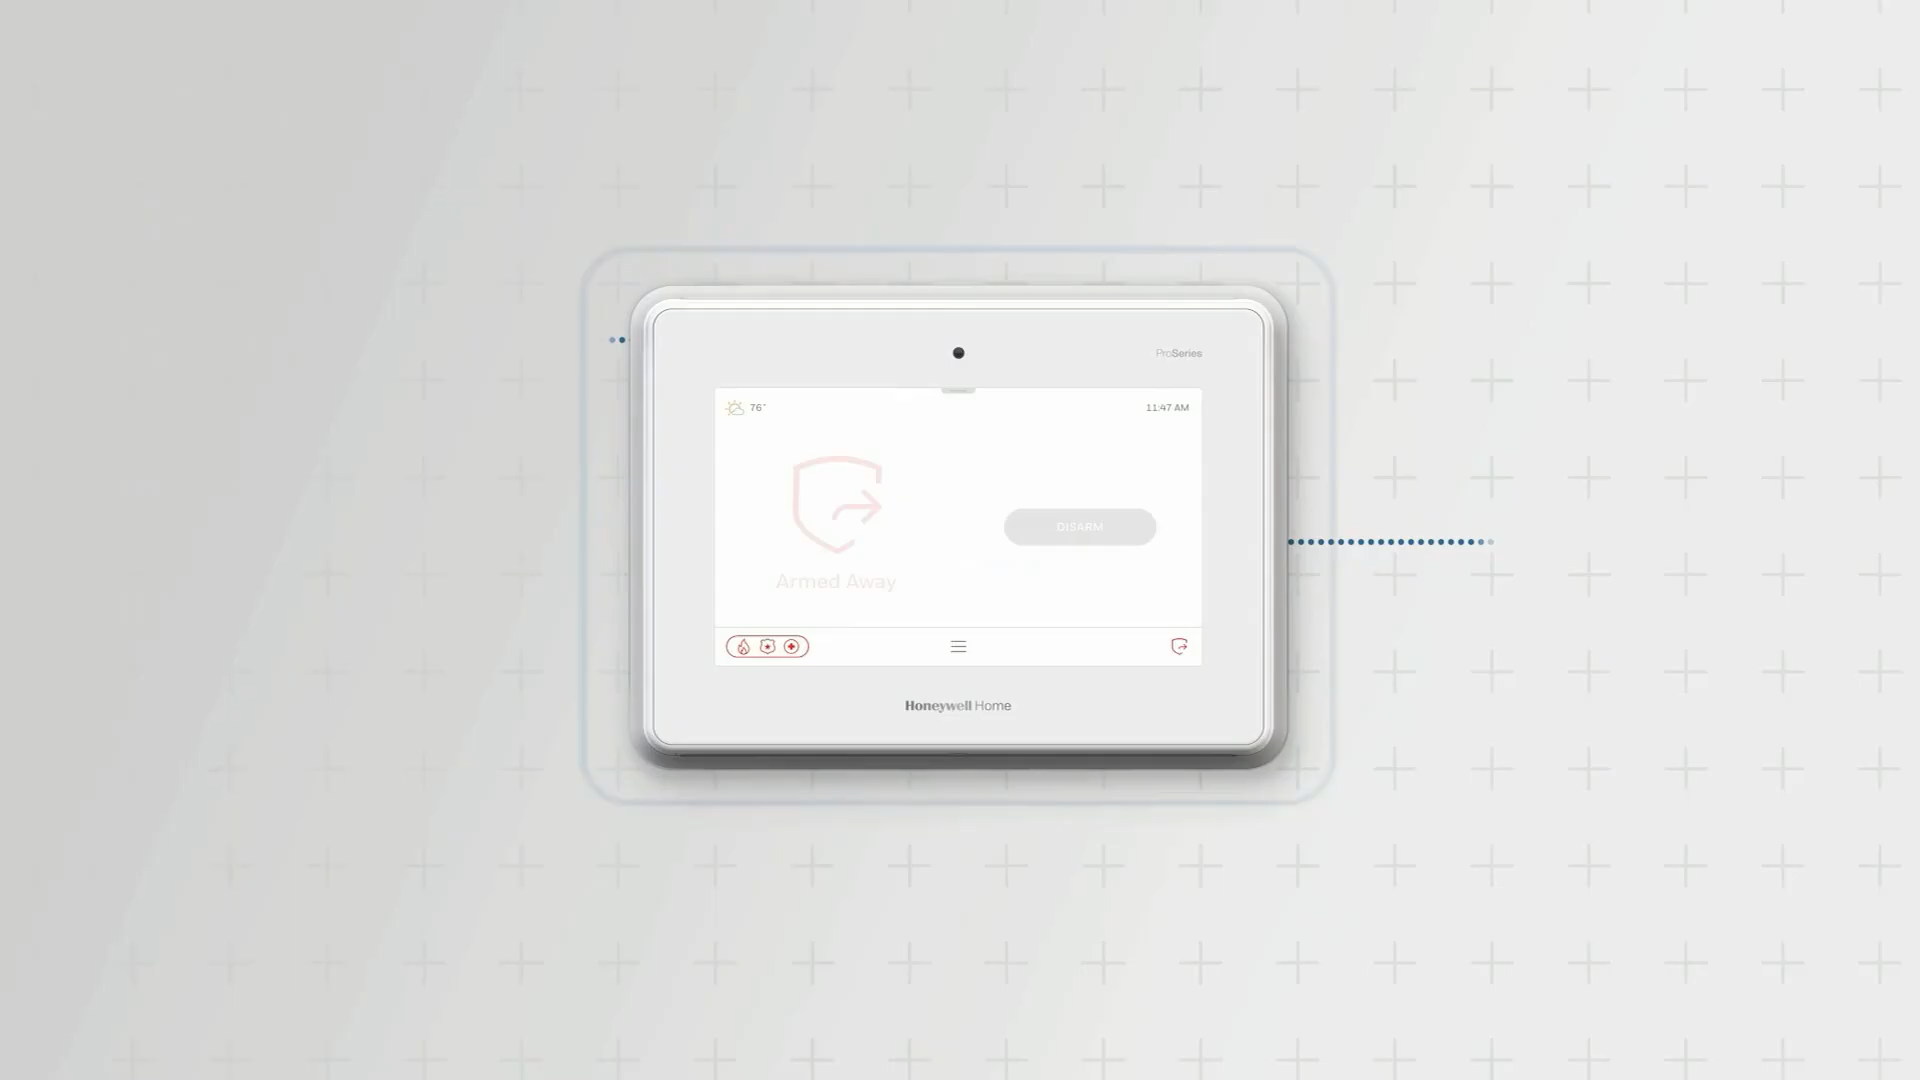 ProSeries
76°
11:47 AM
DISARM
Armed Away
Honeywell Home